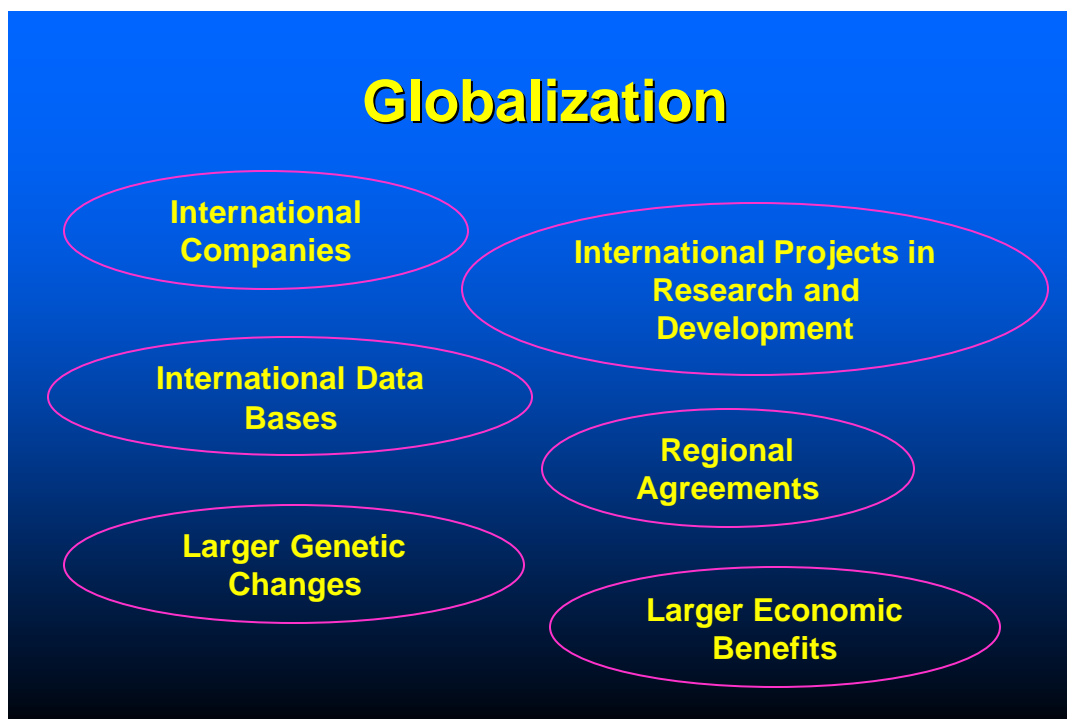 Globalization
International
Companies
International Projects in
Research and
Development
International Data
Bases
Regional
Agreements
Larger Genetic
Changes
Larger Economic
Benefits